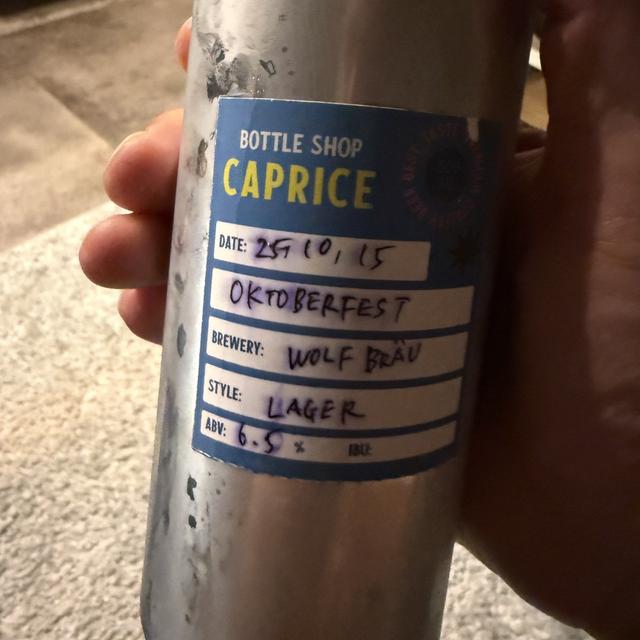 BOTTLE SHOP
CAPRICE
DATE: 25, 10, 15
OKTOBERFEST
BREWERY: WOLF BRÄU
STYLE: LAGER
ABV: 6.5 % IBU: